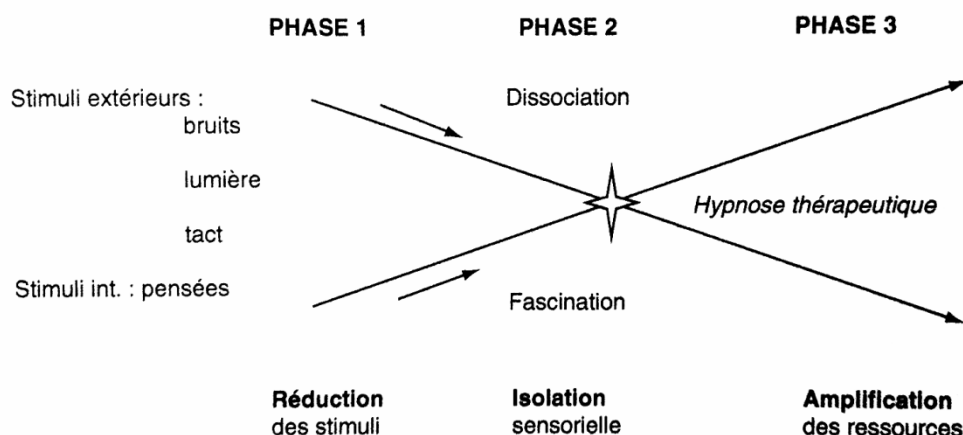 PHASE 1 PHASE 2 PHASE 3
Stimuli extérieurs : Dissociation
bruits
lumière
Hypnose thérapeutique
tact
Stimuli int. : pensées
Fascination
Réduction Isolation Amplification
des stimuli sensorielle des ressources